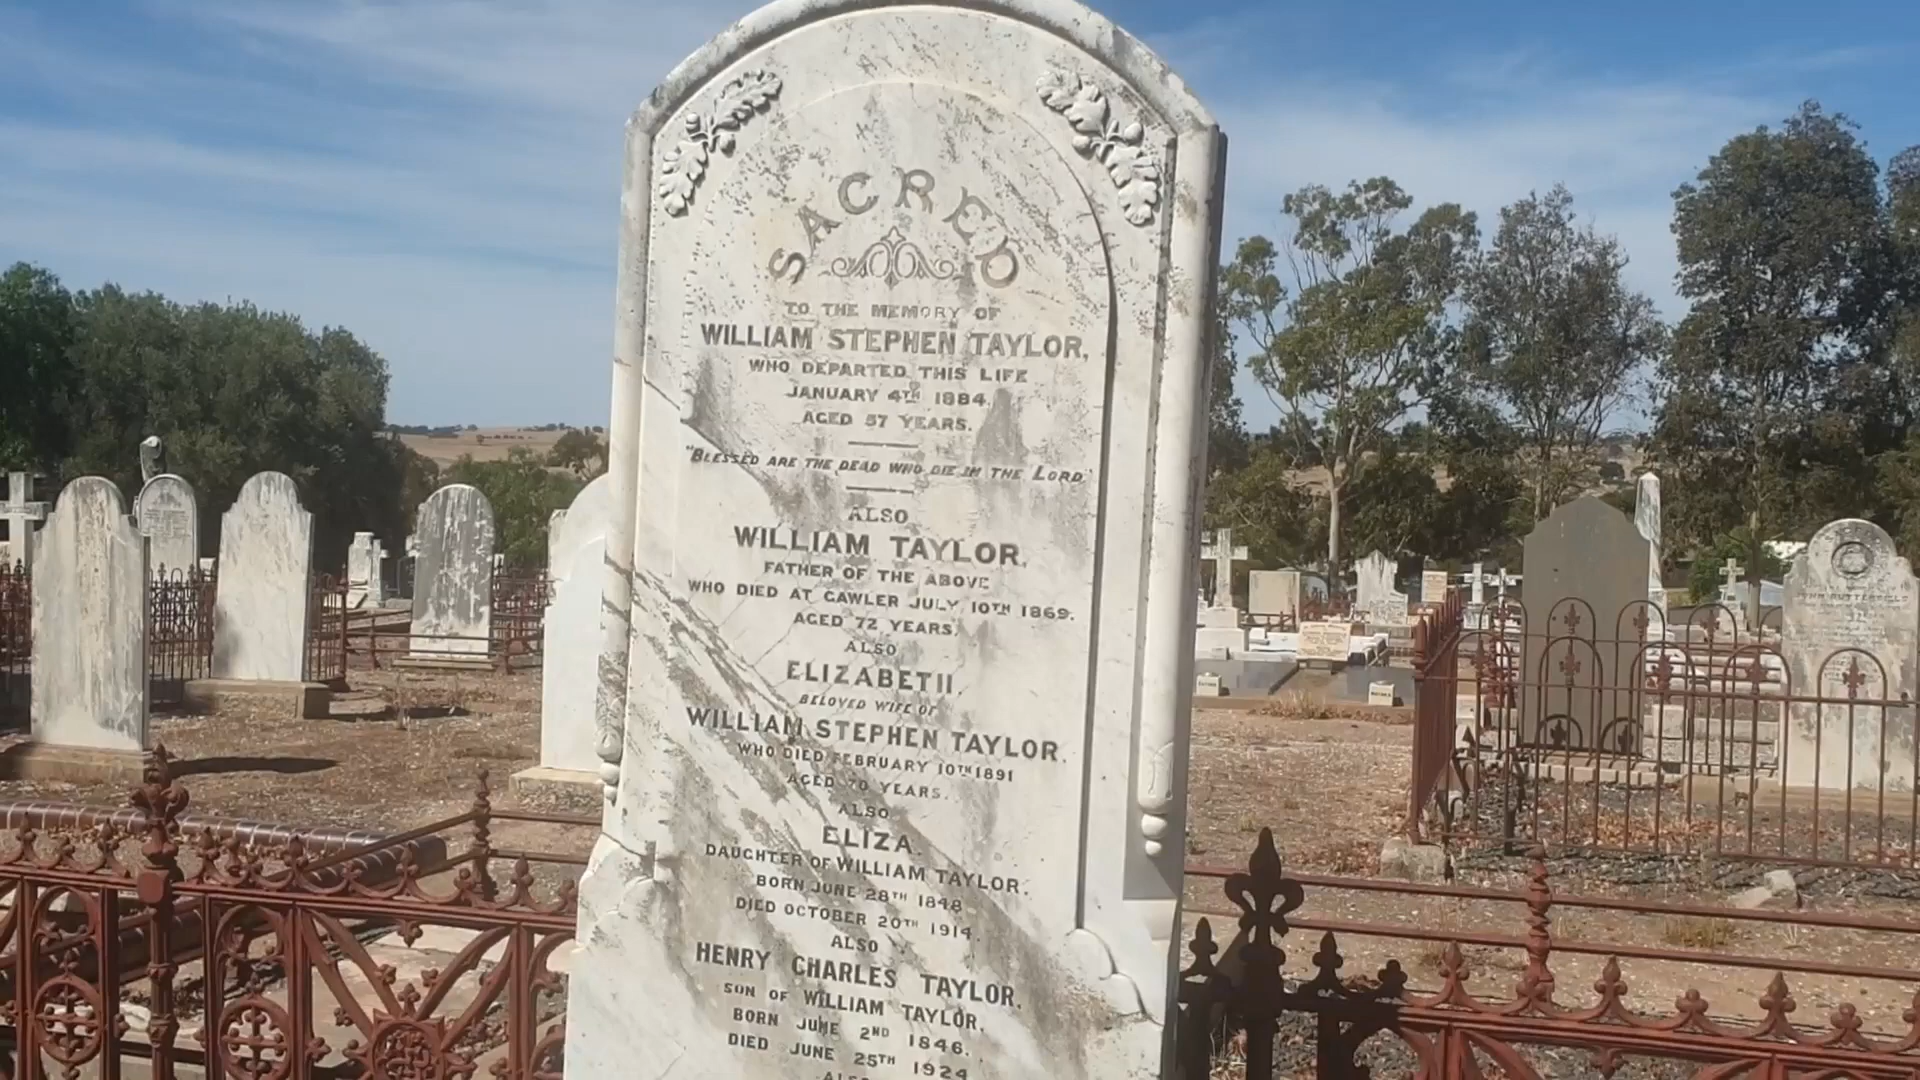 SACRED
TO THE MEMORY OF
WILLIAM STEPHEN TAYLOR,
WHO DEPARTED THIS LIFE
JANUARY 4TH 1884,
AGED 57 YEARS.
"BLESSED ARE THE DEAD WHO DIE IN THE LORD."
ALSO
WILLIAM TAYLOR,
FATHER OF THE ABOVE
WHO DIED AT GAWLER JULY 10TH 1869.
AGED 72 YEARS,
ALSO
ELIZABETH,
BELOVED WIFE OF
WILLIAM STEPHEN TAYLOR,
WHO DIED FEBRUARY 10TH 1891
AGED 70 YEARS.
ALSO
ELIZA.
DAUGHTER OF WILLIAM TAYLOR.
BORN JUNE 28TH 1848
DIED OCTOBER 20TH 1914.
ALSO
HENRY CHARLES TAYLOR.
SON OF WILLIAM TAYLOR,
BORN JUNE 2ND 1846.
DIED JUNE 25TH 1924
ALSO